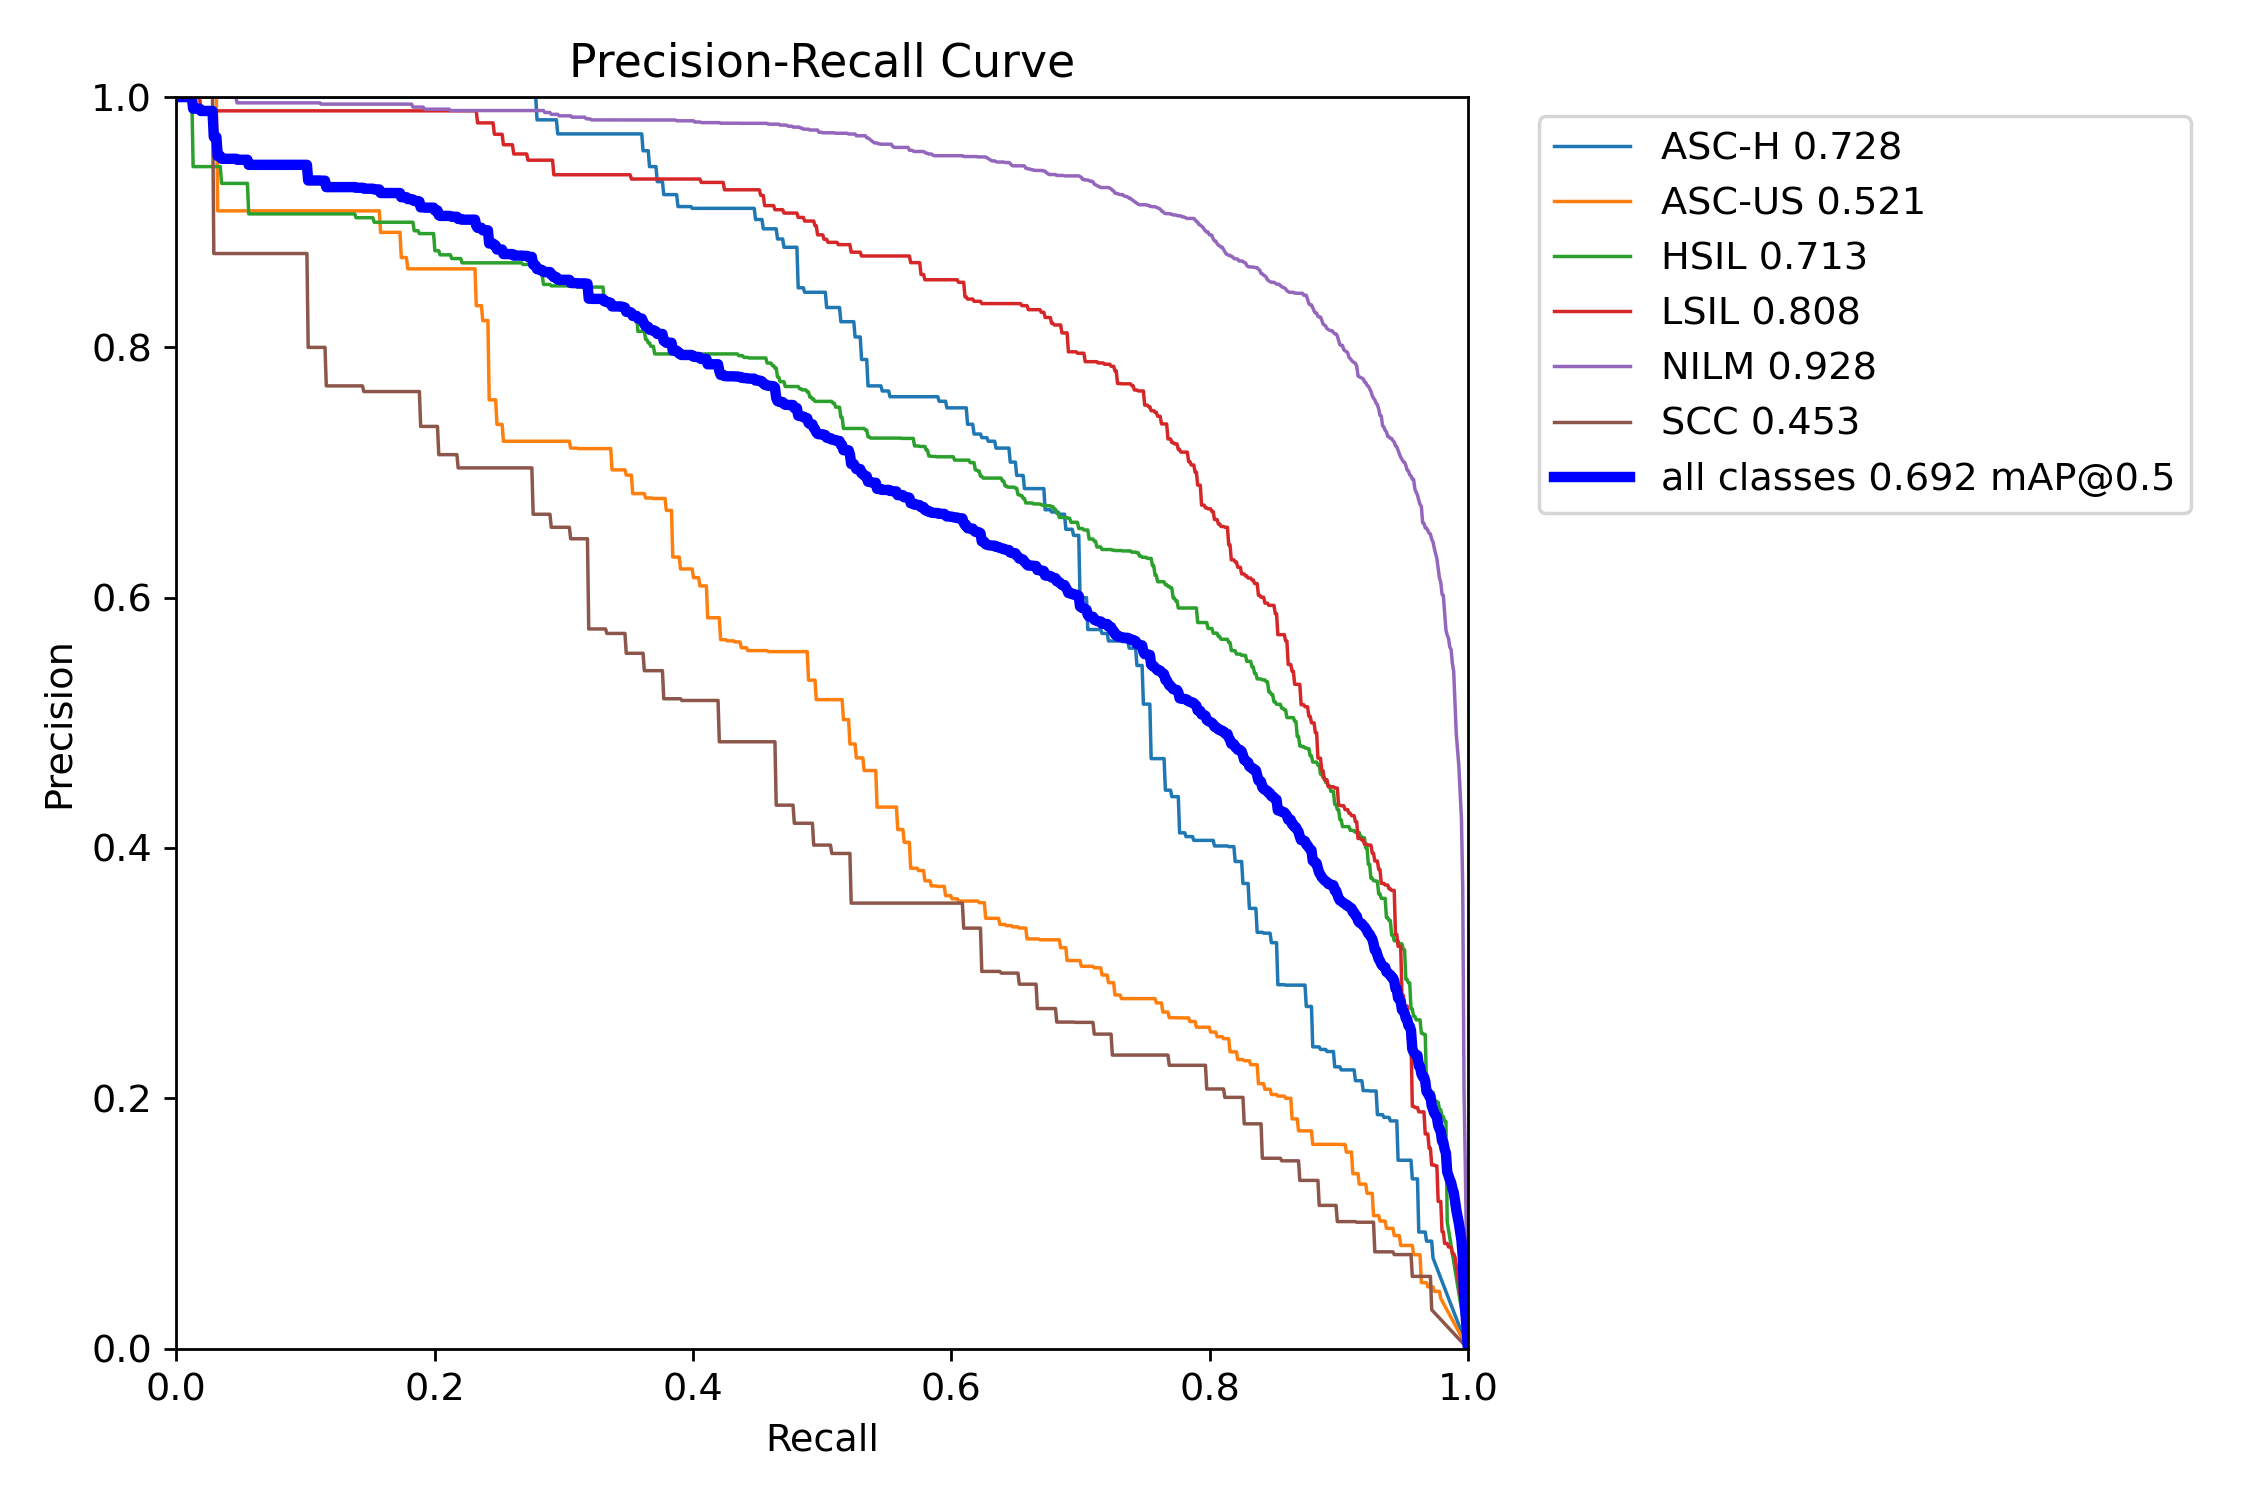 Precision-Recall Curve
1.0
0.8
0.6
0.4
0.2
0.0
Precision
0.0 0.2 0.4 0.6 0.8 1.0
Recall
ASC-H 0.728
ASC-US 0.521
HSIL 0.713
LSIL 0.808
NILM 0.928
SCC 0.453
all classes 0.692 mAP@0.5